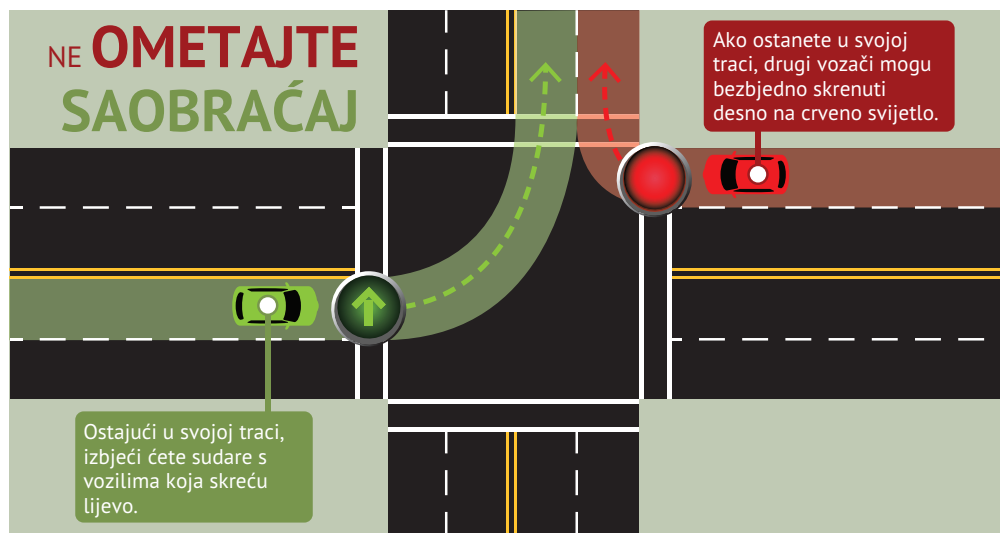 NE OMETAJTE
SAOBRAĆAJ
Ako ostanete u svojoj
traci, drugi vozači mogu
bezbjedno skrenuti
desno na crveno svijetlo.
Ostajući u svojoj traci,
izbjeći ćete sudare s
vozilima koja skreću
lijevo.